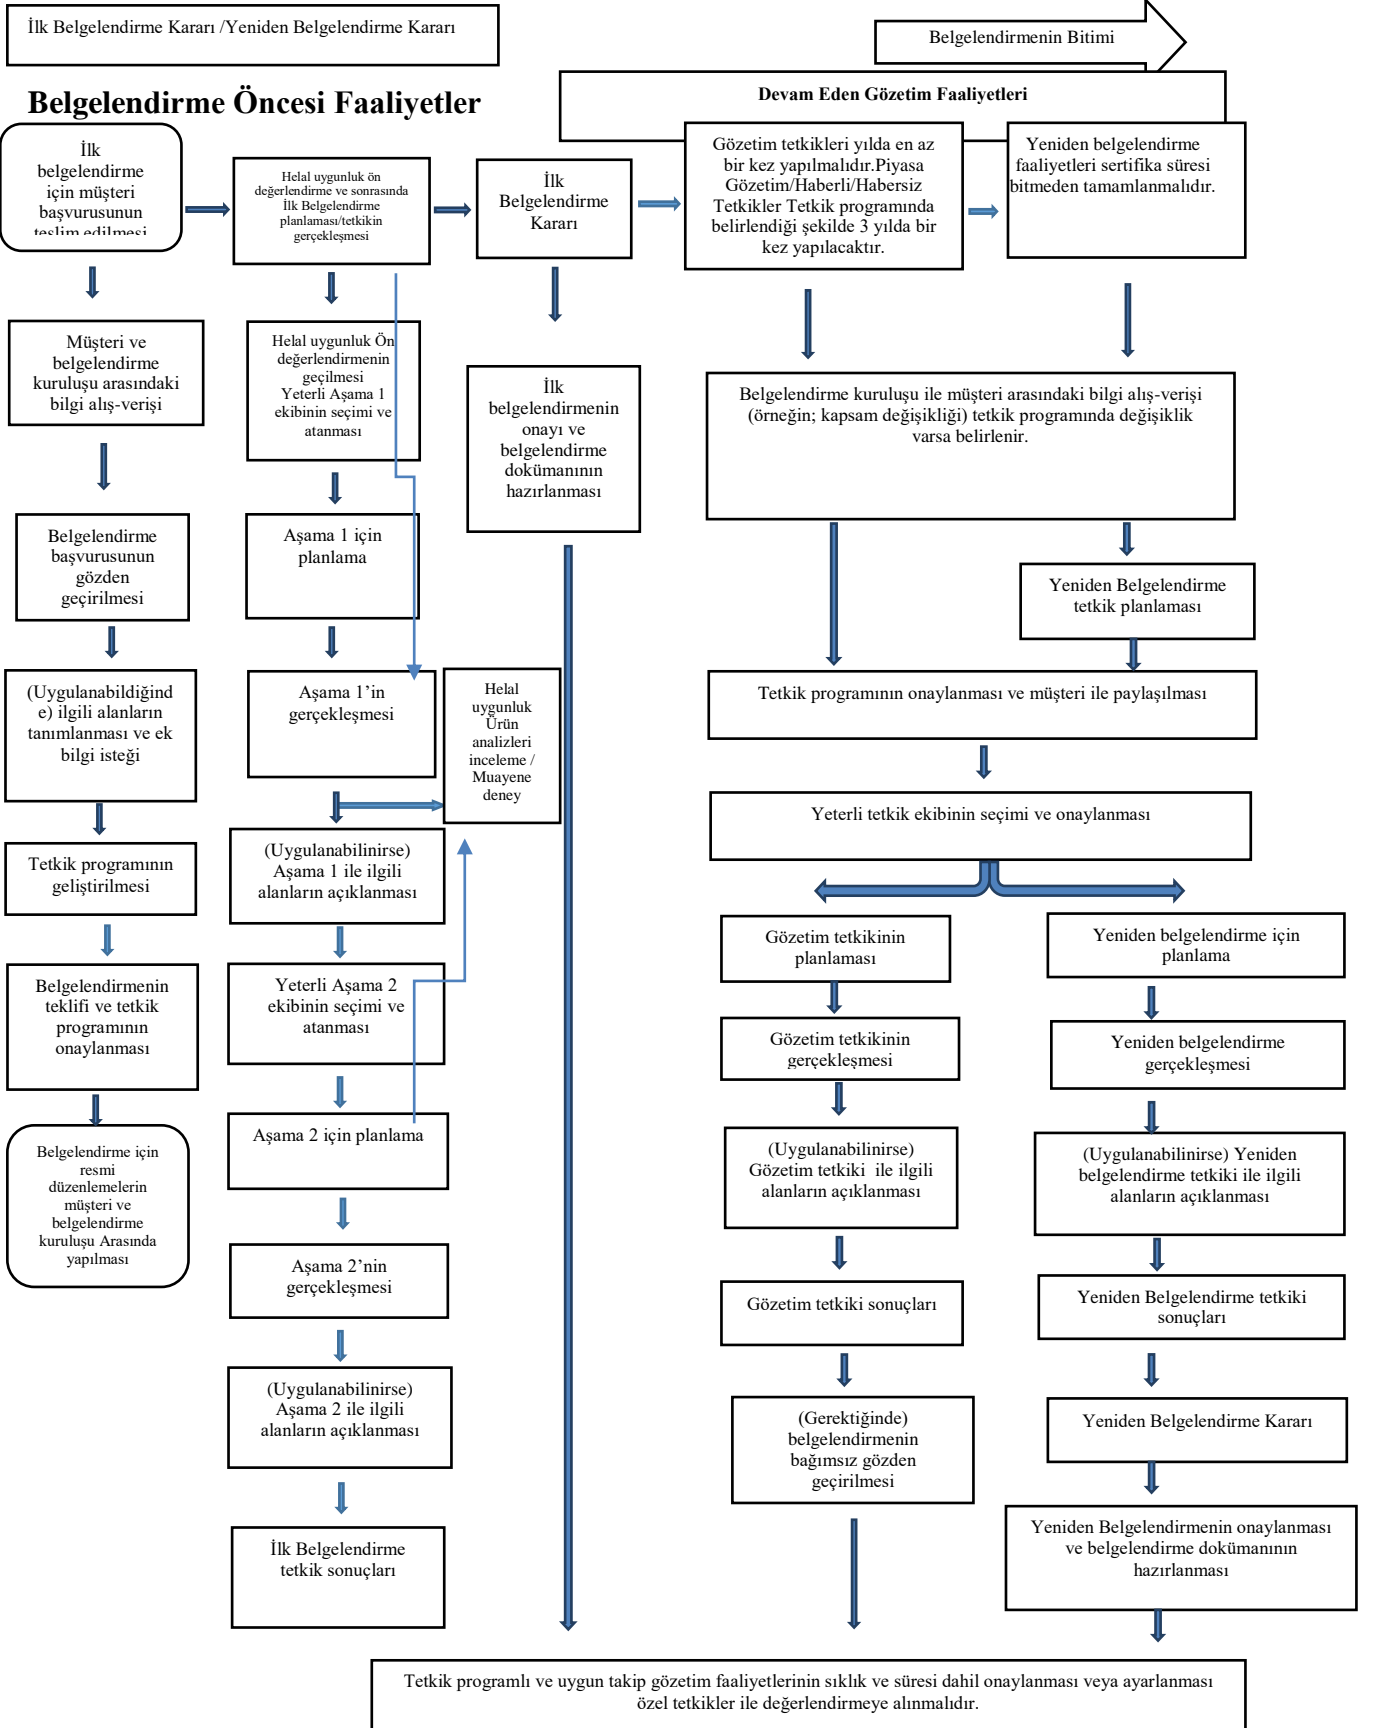 İlk Belgelendirme Kararı /Yeniden Belgelendirme Kararı
Belgelendirmenin Bitimi
Belgelendirme Öncesi Faaliyetler
Devam Eden Gözetim Faaliyetleri
İlk
belgelendirme
için müşteri
başvurusunun
teslim edilmesi
Helal uygunluk ön
değerlendirme ve sonrasında
İlk Belgelendirme
planlaması/tetkikin
gerçekleşmesi
İlk
Belgelendirme
Kararı
Gözetim tetkikleri yılda en az
bir kez yapılmalıdır.Piyasa
Gözetim/Haberli/Habersiz
Tetkikler Tetkik programında
belirlendiği şekilde 3 yılda bir
kez yapılacaktır.
Yeniden belgelendirme
faaliyetleri sertifika süresi
bitmeden tamamlanmalıdır.
Müşteri ve
belgelendirme
kuruluşu arasındaki
bilgi alış-verişi
Belgelendirme
başvurusunun
gözden
geçirilmesi
(Uygulanabildiğind
e) ilgili alanların
tanımlanması ve ek
bilgi isteği
Tetkik programının
geliştirilmesi
Belgelendirmenin
teklifi ve tetkik
programının
onaylanması
Belgelendirme için
resmi
düzenlemelerin
müşteri ve
belgelendirme
kuruluşu Arasında
yapılması
Helal uygunluk Ön
değerlendirmenin
geçilmesi
Yeterli Aşama 1
ekibinin seçimi ve
atanması
Aşama 1 için
planlama
Aşama 1’in
gerçekleşmesi
Helal
uygunluk
Ürün
analizleri
inceleme /
Muayene
deney
(Uygulanabilinirse)
Aşama 1 ile ilgili
alanların açıklanması
Yeterli Aşama 2
ekibinin seçimi ve
atanması
Aşama 2 için planlama
Aşama 2’nin
gerçekleşmesi
(Uygulanabilinirse)
Aşama 2 ile ilgili
alanların açıklanması
İlk Belgelendirme
tetkik sonuçları
İlk
belgelendirmenin
onayı ve
belgelendirme
dokümanının
hazırlanması
Belgelendirme kuruluşu ile müşteri arasındaki bilgi alış-verişi
(örneğin; kapsam değişikliği) tetkik programında değişiklik
varsa belirlenir.
Yeniden Belgelendirme
tetkik planlaması
Tetkik programının onaylanması ve müşteri ile paylaşılması
Yeterli tetkik ekibinin seçimi ve onaylanması
Gözetim tetkikinin
planlaması
Gözetim tetkikinin
gerçekleşmesi
(Uygulanabilinirse)
Gözetim tetkiki  ile ilgili
alanların açıklanması
Gözetim tetkiki sonuçları
(Gerektiğinde)
belgelendirmenin
bağımsız gözden
geçirilmesi
Yeniden belgelendirme için
planlama
Yeniden belgelendirme
gerçekleşmesi
(Uygulanabilinirse) Yeniden
belgelendirme tetkiki ile ilgili
alanların açıklanması
Yeniden Belgelendirme tetkiki
sonuçları
Yeniden Belgelendirme Kararı
Yeniden Belgelendirmenin onaylanması
ve belgelendirme dokümanının
hazırlanması
Tetkik programlı ve uygun takip gözetim faaliyetlerinin sıklık ve süresi dahil onaylanması veya ayarlanması
özel tetkikler ile değerlendirmeye alınmalıdır.